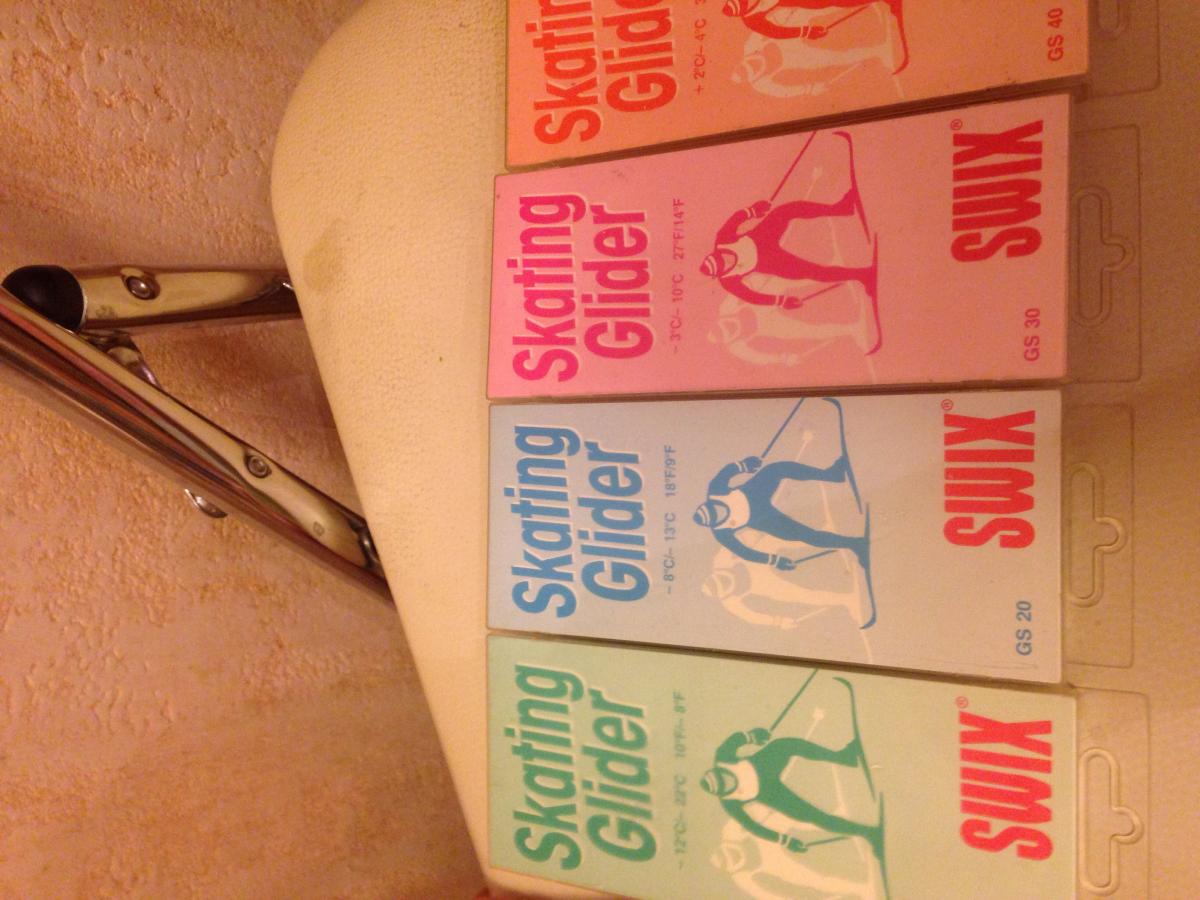 Skating
Glider
+ 2°C/– 4°C
GS 40
Skating
Glider
– 3°C/– 10°C 27°F/14°F
SWIX®
GS 30
Skating
Glider
– 8°C/– 13°C 18°F/9°F
SWIX®
GS 20
Skating
Glider
– 12°C/– 22°C 10°F/– 8°F
SWIX®